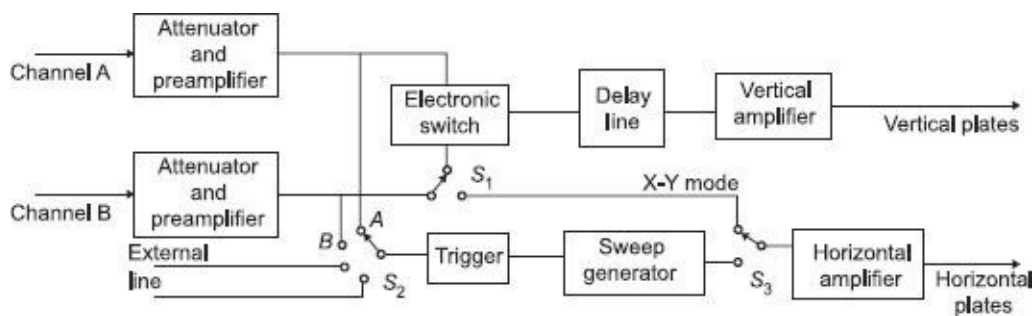 Attenuator
and
preamplifier
Channel A
Electronic
switch
Delay
line
Vertical
amplifier
Vertical plates
Attenuator
and
preamplifier
Channel B
S1
X-Y mode
A
B
External
line
S2
Trigger
Sweep
generator
S3
Horizontal
amplifier
Horizontal
plates